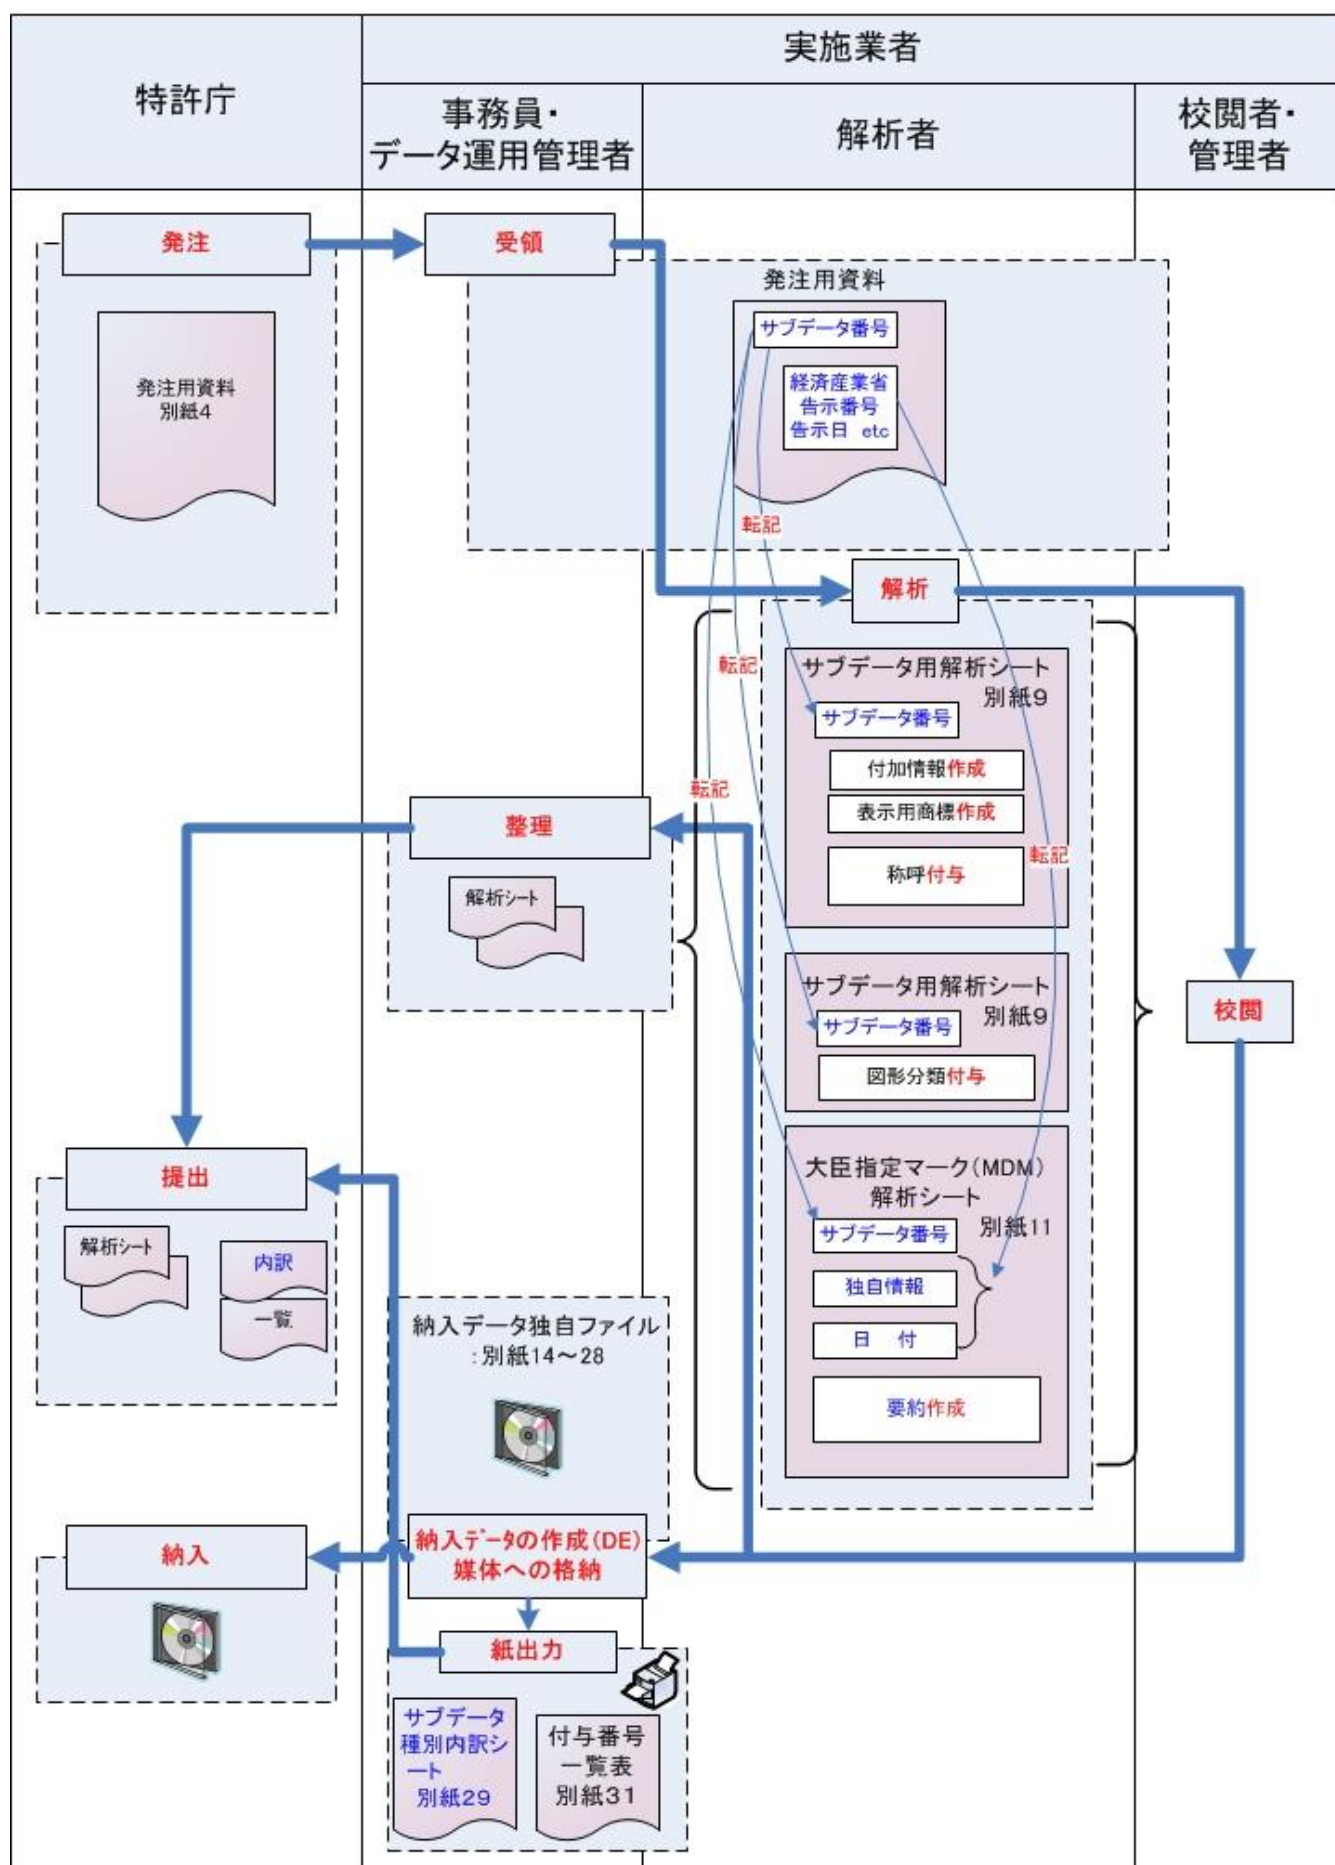 特許庁
実施業者
事務員・
データ運用管理者
解析者
校閲者・
管理者
発注
受領
発注用資料
別紙4
発注用資料
サブデータ番号
経済産業省
告示番号
告示日 etc
転記
解析
転記
サブデータ用解析シート
別紙9
サブデータ番号
付加情報作成
表示用商標作成
転記
称呼付与
転記
整理
解析シート
サブデータ用解析シート
別紙9
サブデータ番号
図形分類付与
校閲
提出
解析シート
内訳
一覧
大臣指定マーク(MDM)
解析シート
別紙11
サブデータ番号
独自情報
日 付
要約作成
納入データ独自ファイル
:別紙14~28
納入
納入データの作成(DE)
媒体への格納
紙出力
サブデータ
種別内訳シ
ート
別紙29
付与番号
一覧表
別紙31